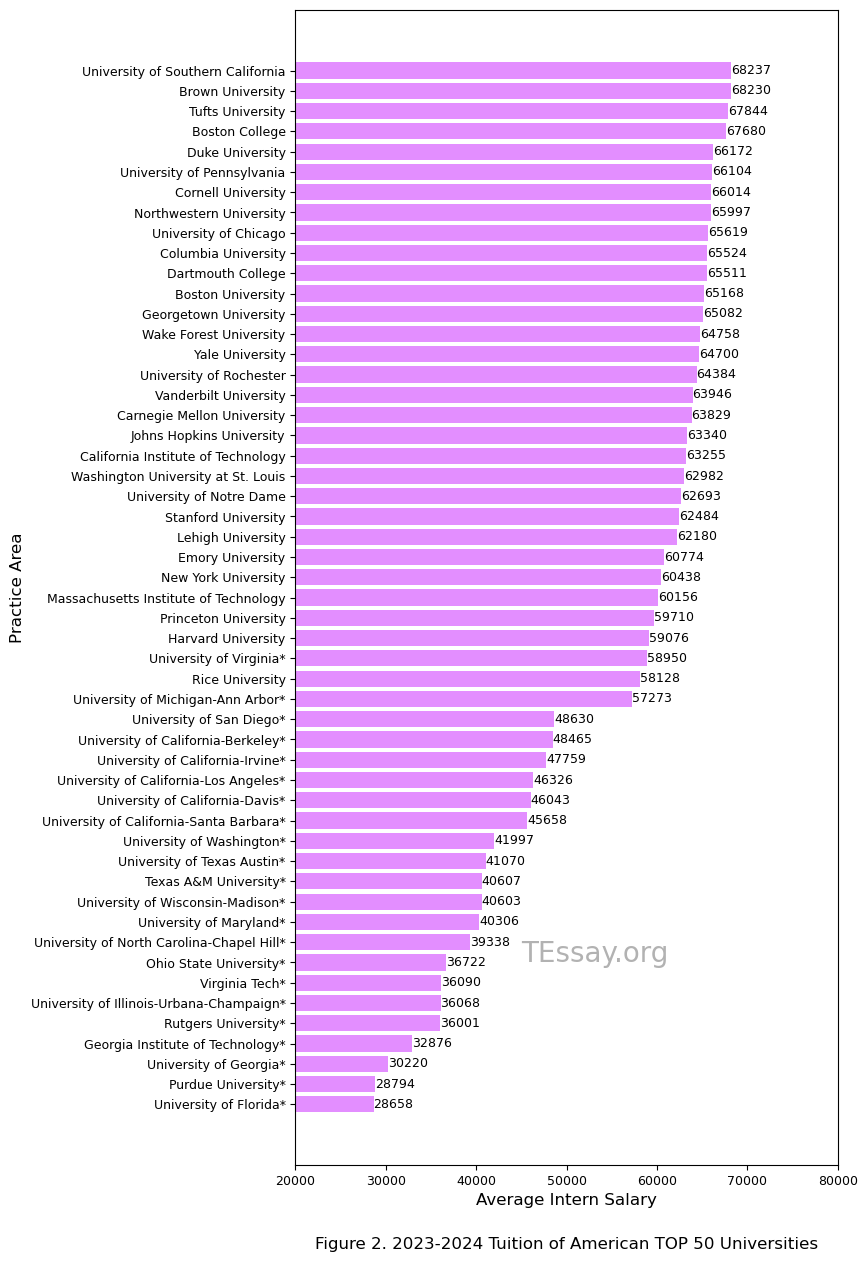 University of Southern California 68237
Brown University 68230
Tufts University 67844
Boston College 67680
Duke University 66172
University of Pennsylvania 66104
Cornell University 66014
Northwestern University 65997
University of Chicago 65619
Columbia University 65524
Dartmouth College 65511
Boston University 65168
Georgetown University 65082
Wake Forest University 64758
Yale University 64700
University of Rochester 64384
Vanderbilt University 63946
Carnegie Mellon University 63829
Johns Hopkins University 63340
California Institute of Technology 63255
Washington University at St. Louis 62982
University of Notre Dame 62693
Stanford University 62484
Lehigh University 62180
Emory University 60774
New York University 60438
Massachusetts Institute of Technology 60156
Princeton University 59710
Harvard University 59076
University of Virginia* 58950
Rice University 58128
University of Michigan-Ann Arbor* 57273
University of San Diego* 48630
University of California-Berkeley* 48465
University of California-Irvine* 47759
University of California-Los Angeles* 46326
University of California-Davis* 46043
University of California-Santa Barbara* 45658
University of Washington* 41997
University of Texas Austin* 41070
Texas A&M University* 40607
University of Wisconsin-Madison* 40603
University of Maryland* 40306
University of North Carolina-Chapel Hill* 39338
Ohio State University* 36722
Virginia Tech* 36090
University of Illinois-Urbana-Champaign* 36068
Rutgers University* 36001
Georgia Institute of Technology* 32876
University of Georgia* 30220
Purdue University* 28794
University of Florida* 28658
Practice Area
TEssay.org
20000 30000 40000 50000 60000 70000 80000
Average Intern Salary
Figure 2. 2023-2024 Tuition of American TOP 50 Universities